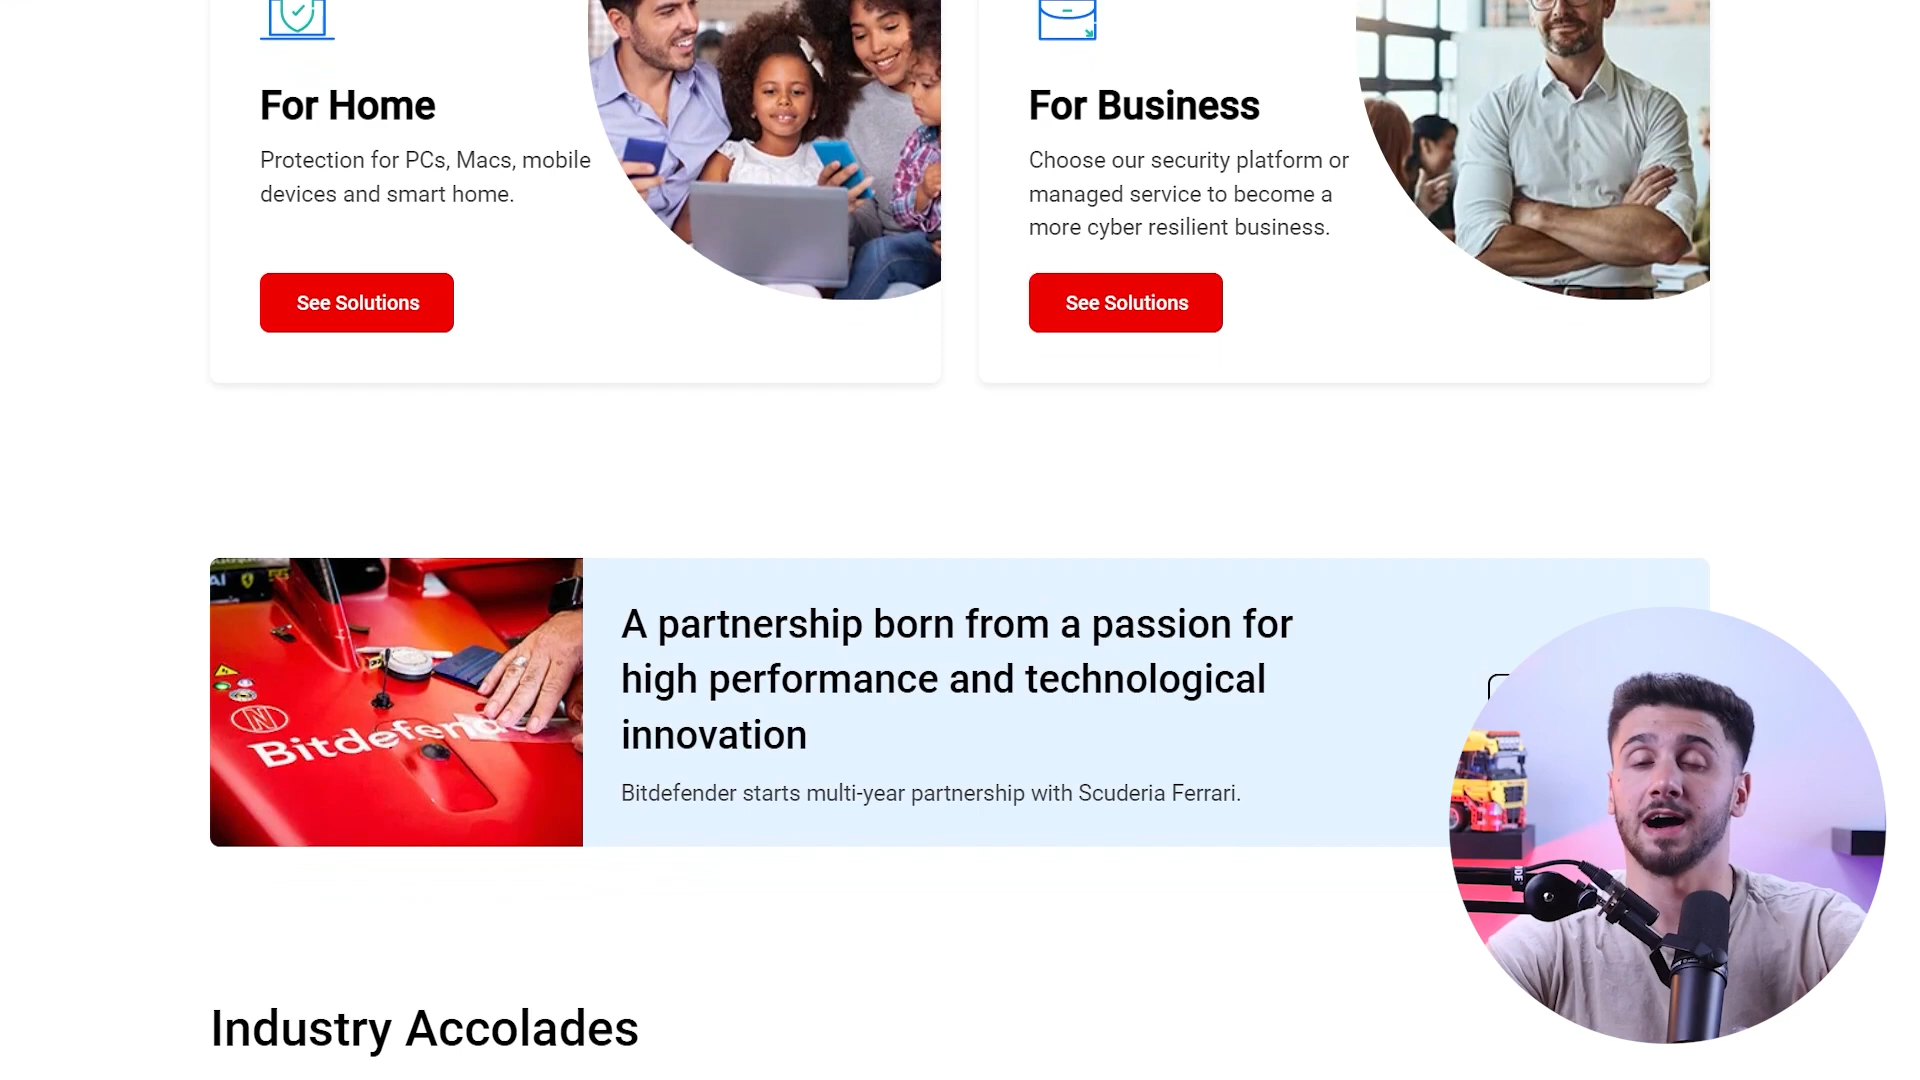 For Home
Protection for PCs, Macs, mobile
devices and smart home.
See Solutions
For Business
Choose our security platform or
managed service to become a
more cyber resilient business.
See Solutions
Bitdefend
A partnership born from a passion for
high performance and technological
innovation
Bitdefender starts multi-year partnership with Scuderia Ferrari.
Industry Accolades